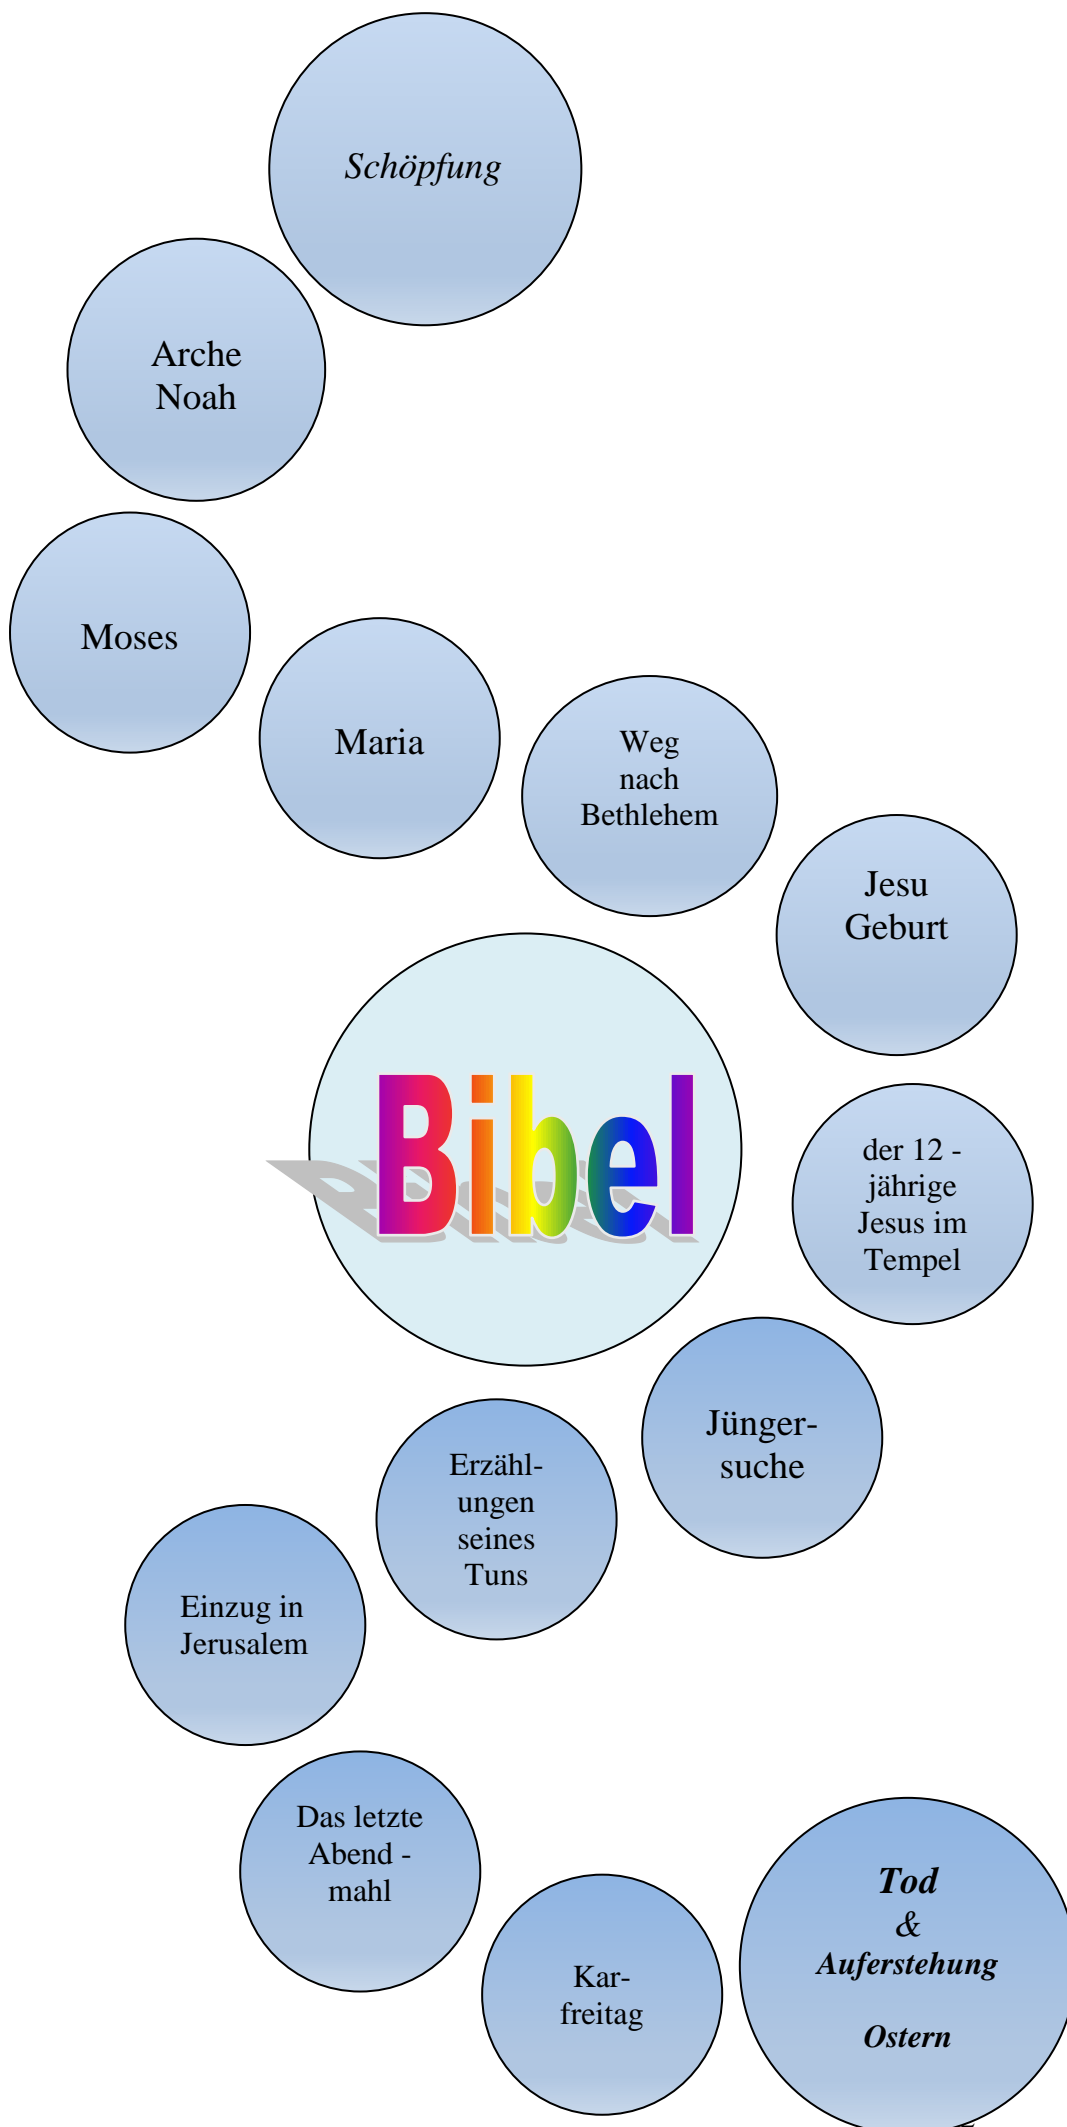 Schöpfung
Arche
Noah
Moses
Maria
Weg
nach
Bethlehem
Jesu
Geburt
Bibel
der 12 -
jährige
Jesus im
Tempel
Jünger-
suche
Erzähl-
ungen
seines
Tuns
Einzug in
Jerusalem
Das letzte
Abend -
mahl
Kar-
freitag
Tod
&
Auferstehung
Ostern